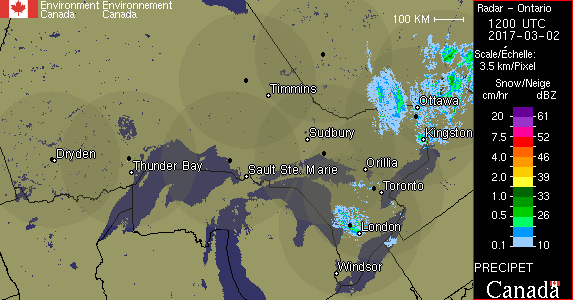 Environment Environnement
Canada Canada
100 KM
Timmins
Ottawa
Sudbury
Kingston
Dryden
Thunder Bay
Sault Ste. Marie
Orillia
Toronto
London
Windsor
Radar - Ontario
1200 UTC
2017-03-02
Scale/Échelle:
3.5 km/Pixel
Snow/Neige
cm/hr dBZ
20 61
7.5 52
4.0 46
2.0 39
1.0 33
0.5 26
0.1 10
PRECIPET
Canada